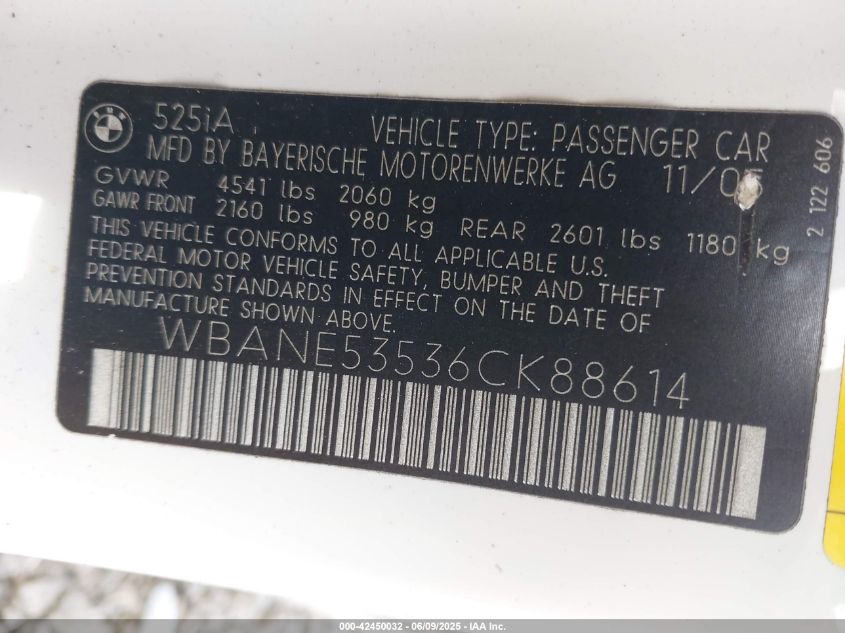 525iA
VEHICLE TYPE: PASSENGER CAR
MFD BY BAYERISCHE MOTORENWERKE AG 11/05
GVWR 4541 lbs 2060 kg
GAWR FRONT 2160 lbs 980 kg REAR 2601 lbs 1180 kg
THIS VEHICLE CONFORMS TO ALL APPLICABLE U.S.
FEDERAL MOTOR VEHICLE SAFETY, BUMPER AND THEFT
PREVENTION STANDARDS IN EFFECT ON THE DATE OF
MANUFACTURE SHOWN ABOVE.
WBANE53536CK88614
2 122 606
000-42450032 - 06/09/2025 - IAA Inc.